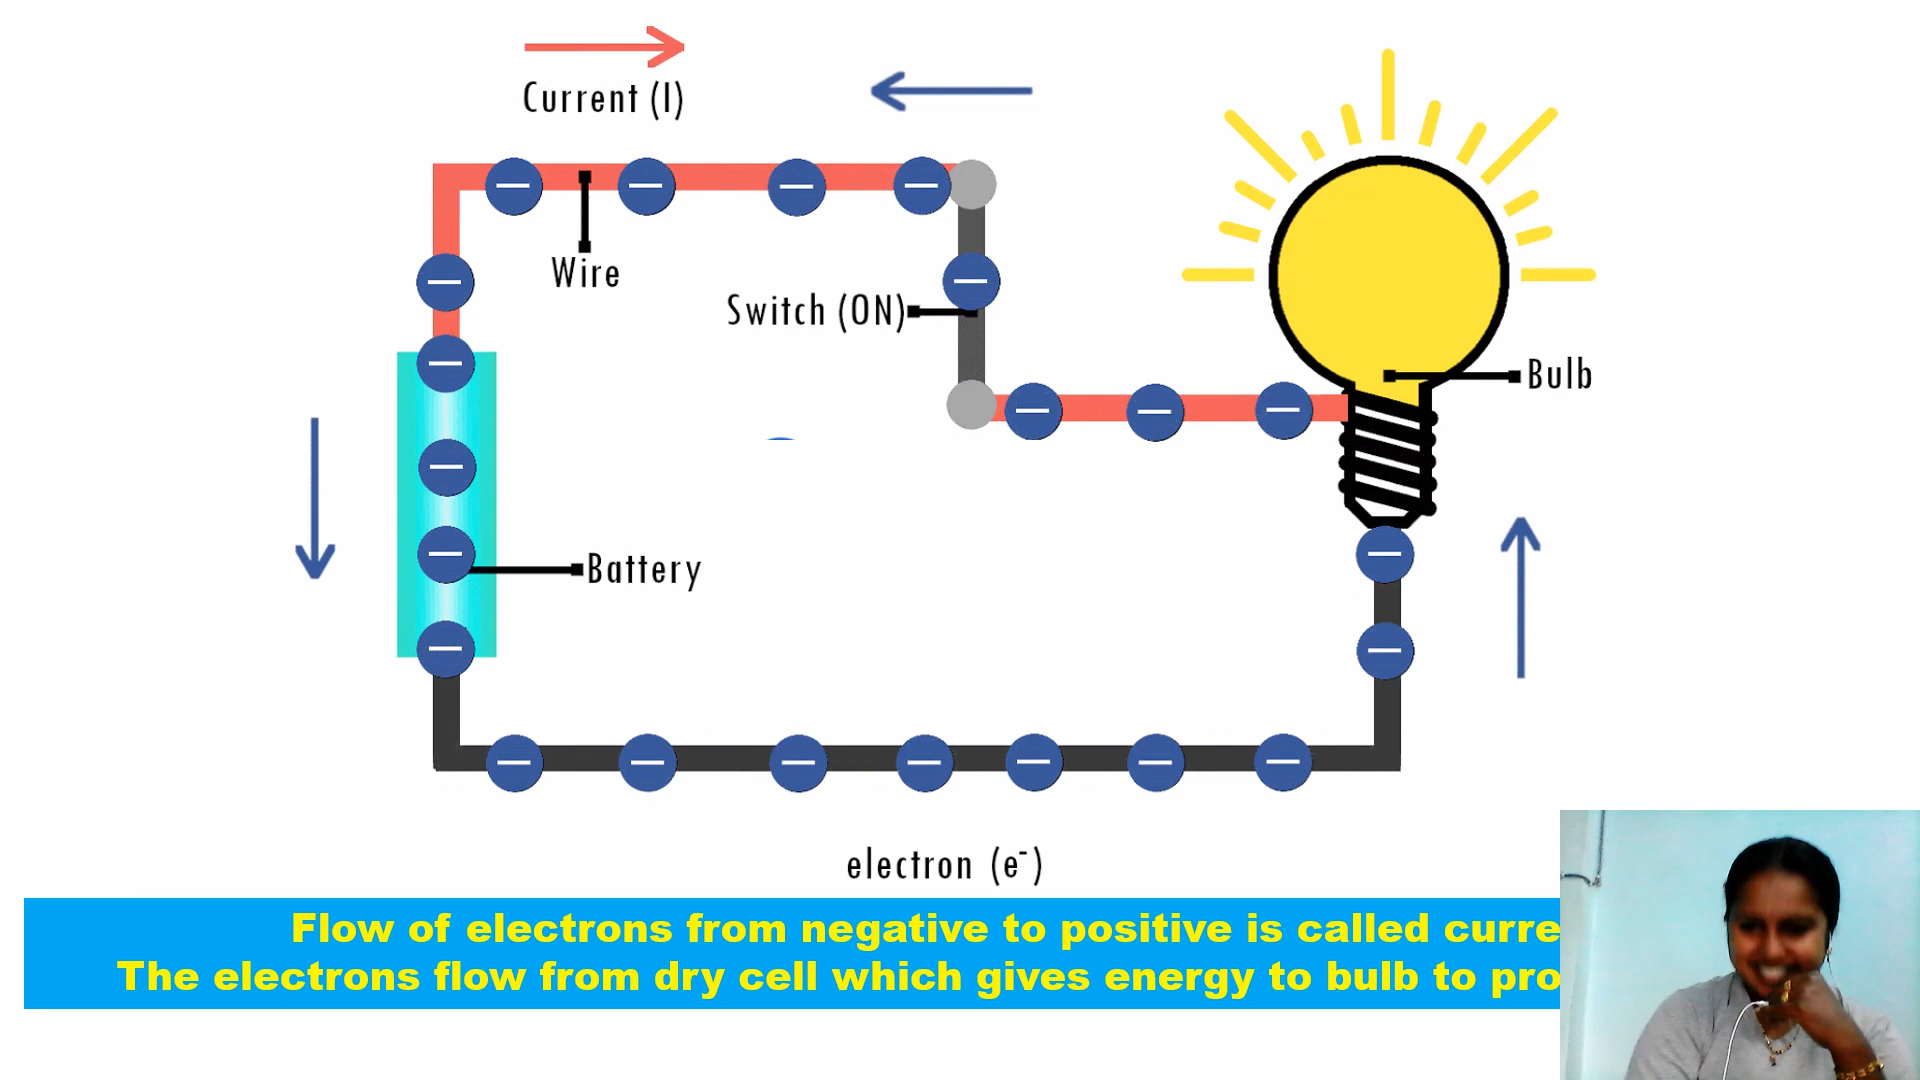 Current (I)
Wire
Switch (ON)
Bulb
Battery
electron (e⁻)
Flow of electrons from negative to positive is called curre
The electrons flow from dry cell which gives energy to bulb to pro